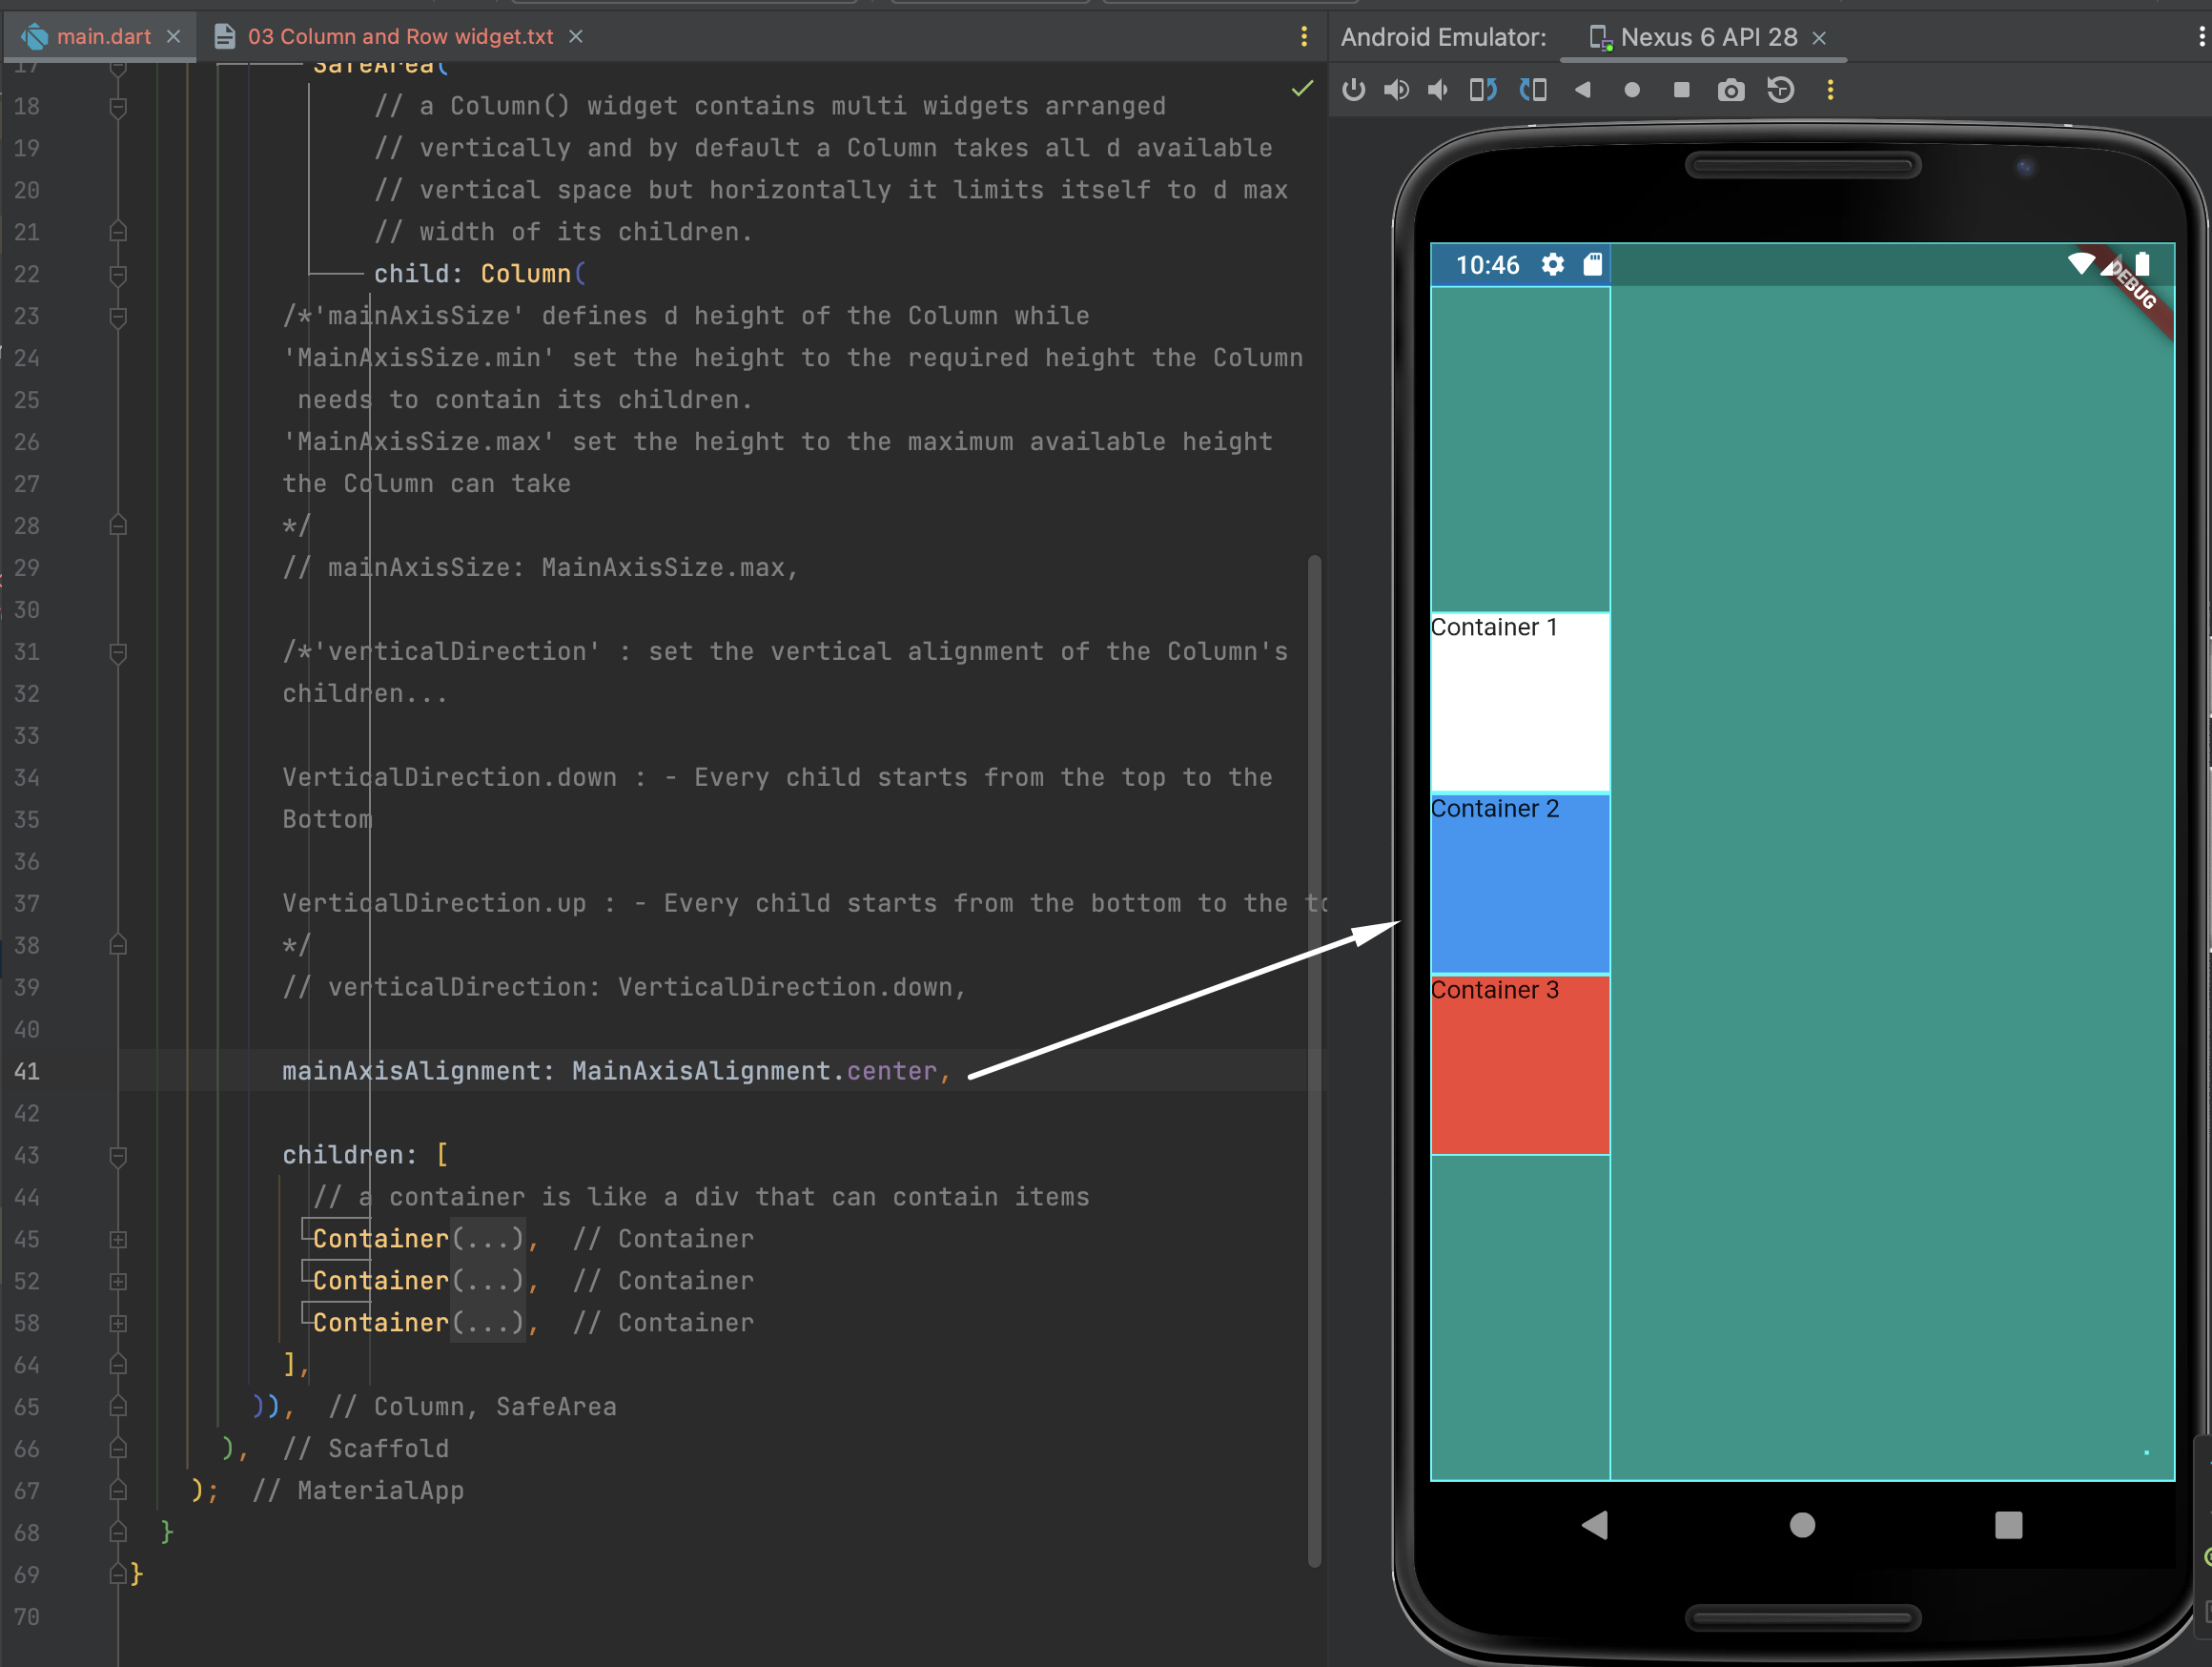 main.dart
03 Column and Row widget.txt
Android Emulator:
Nexus 6 API 28
17 SafeArea(
18 // a Column() widget contains multi widgets arranged
19 // vertically and by default a Column takes all d available
20 // vertical space but horizontally it limits itself to d max
21 // width of its children.
22 child: Column(
23 /*'mainAxisSize' defines d height of the Column while
24 'MainAxisSize.min' set the height to the required height the Column
25 needs to contain its children.
26 'MainAxisSize.max' set the height to the maximum available height
27 the Column can take
28 */
29 // mainAxisSize: MainAxisSize.max,
30
31 /*'verticalDirection' : set the vertical alignment of the Column's
32 children...
33
34 VerticalDirection.down : - Every child starts from the top to the
35 Bottom
36
37 VerticalDirection.up : - Every child starts from the bottom to the
38 */
39 // verticalDirection: VerticalDirection.down,
40
41 mainAxisAlignment: MainAxisAlignment.center,
42
43 children: [
44 // a container is like a div that can contain items
45 Container(...), // Container
52 Container(...), // Container
58 Container(...), // Container
64 ],
65 )), // Column, SafeArea
66 ), // Scaffold
67 ); // MaterialApp
68 }
69 }
70
10:46
DEBUG
Container 1
Container 2
Container 3